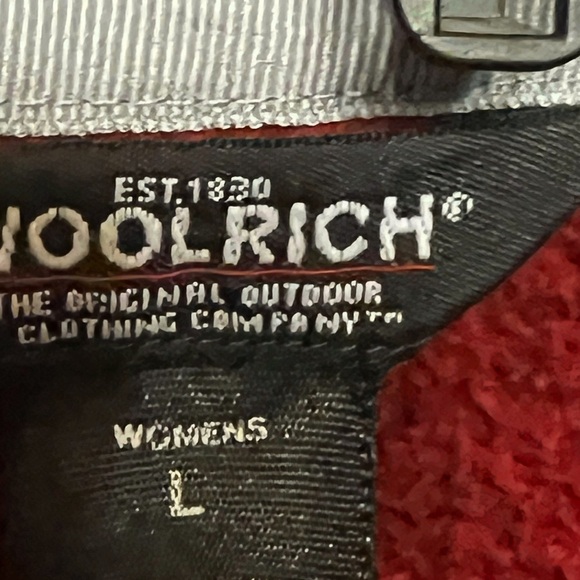 EST.1830
WOOLRICH®
THE ORIGINAL OUTDOOR
CLOTHING COMPANY™
WOMENS
L